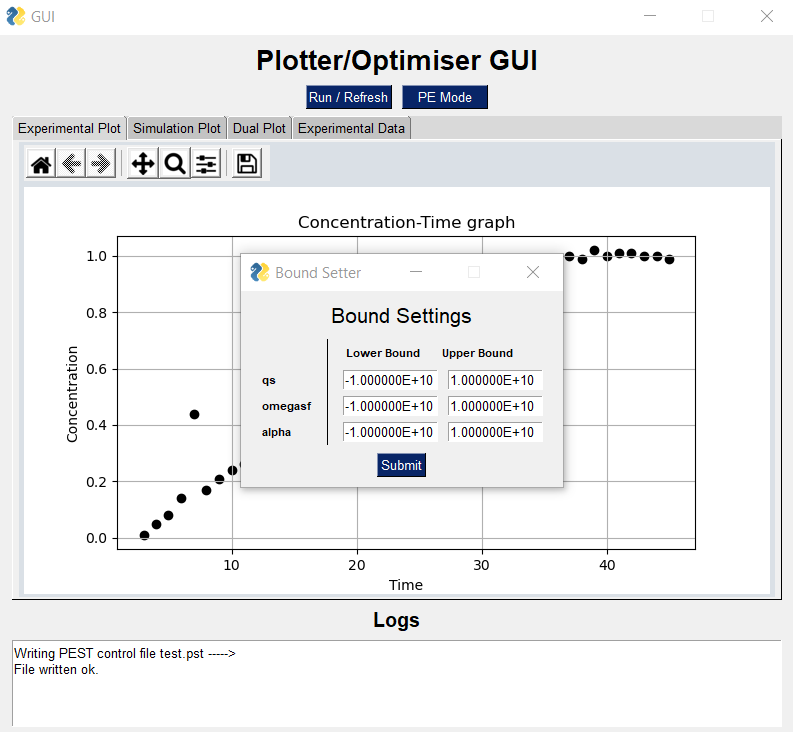 GUI
Plotter/Optimiser GUI
Run / Refresh PE Mode
Experimental Plot Simulation Plot Dual Plot Experimental Data
Concentration-Time graph
1.0
0.8
0.6
0.4
0.2
0.0
Concentration
10 20 30 40
Time
Bound Setter
Bound Settings
Lower Bound Upper Bound
qs -1.000000E+10 1.000000E+10
omegasf -1.000000E+10 1.000000E+10
alpha -1.000000E+10 1.000000E+10
Submit
Logs
Writing PEST control file test.pst ----->
File written ok.